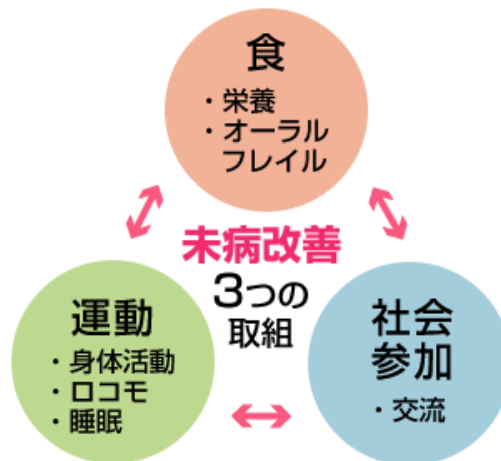 食
・栄養
・オーラル
フレイル
未病改善
3つの
取組
運動
・身体活動
・ロコモ
・睡眠
社会
参加
・交流